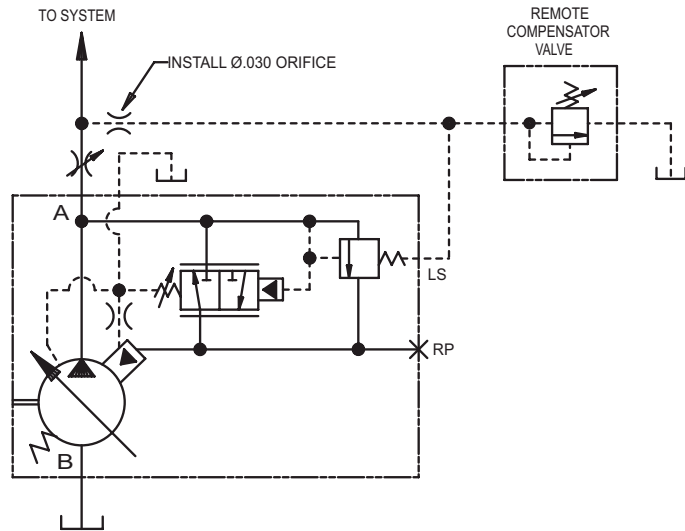 TO SYSTEM
REMOTE
COMPENSATOR
VALVE
INSTALL Ø.030 ORIFICE
A
LS
RP
B